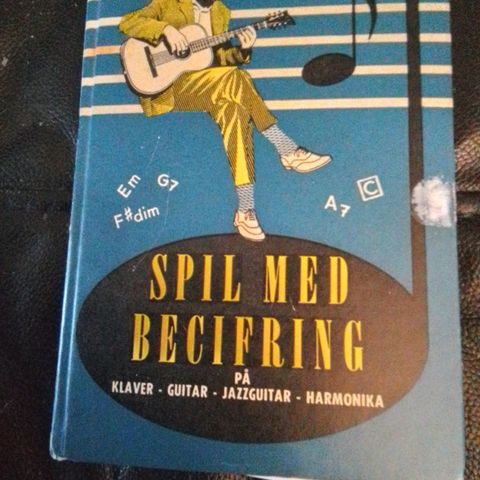 Em G7
F#dim
A7 C
SPIL MED
BECIFRING
PÅ
KLAVER - GUITAR - JAZZGUITAR - HARMONIKA